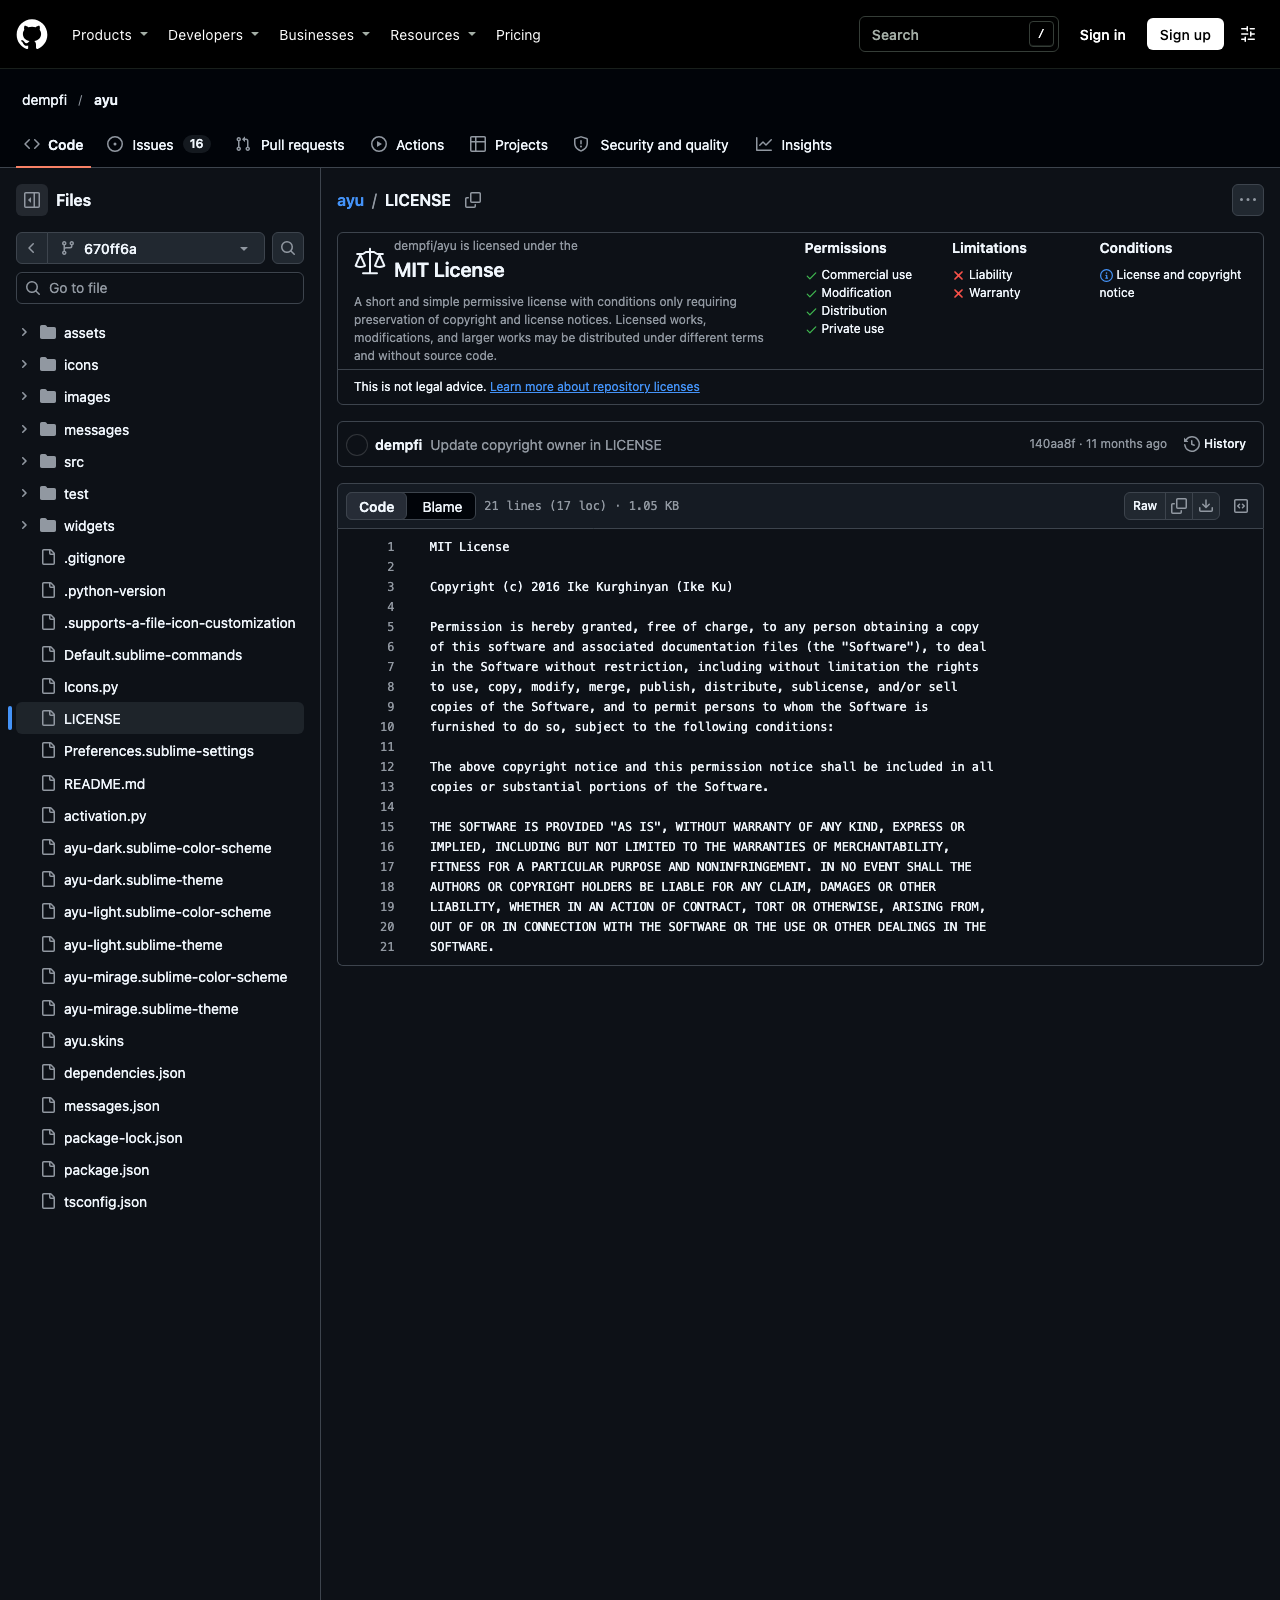 Products Developers Businesses Resources Pricing Search / Sign in Sign up
dempfi / ayu
Code Issues 16 Pull requests Actions Projects Security and quality Insights
Files
670ff6a
Go to file
assets
icons
images
messages
src
test
widgets
.gitignore
.python-version
.supports-a-file-icon-customization
Default.sublime-commands
Icons.py
LICENSE
Preferences.sublime-settings
README.md
activation.py
ayu-dark.sublime-color-scheme
ayu-dark.sublime-theme
ayu-light.sublime-color-scheme
ayu-light.sublime-theme
ayu-mirage.sublime-color-scheme
ayu-mirage.sublime-theme
ayu.skins
dependencies.json
messages.json
package-lock.json
package.json
tsconfig.json
ayu / LICENSE
dempfi/ayu is licensed under the
MIT License
A short and simple permissive license with conditions only requiring
preservation of copyright and license notices. Licensed works,
modifications, and larger works may be distributed under different terms
and without source code.
Permissions
Commercial use
Modification
Distribution
Private use
Limitations
Liability
Warranty
Conditions
License and copyright
notice
This is not legal advice. Learn more about repository licenses
dempfi Update copyright owner in LICENSE 140aa8f · 11 months ago History
Code Blame 21 lines (17 loc) · 1.05 KB Raw
1 MIT License
2
3 Copyright (c) 2016 Ike Kurghinyan (Ike Ku)
4
5 Permission is hereby granted, free of charge, to any person obtaining a copy
6 of this software and associated documentation files (the "Software"), to deal
7 in the Software without restriction, including without limitation the rights
8 to use, copy, modify, merge, publish, distribute, sublicense, and/or sell
9 copies of the Software, and to permit persons to whom the Software is
10 furnished to do so, subject to the following conditions:
11
12 The above copyright notice and this permission notice shall be included in all
13 copies or substantial portions of the Software.
14
15 THE SOFTWARE IS PROVIDED "AS IS", WITHOUT WARRANTY OF ANY KIND, EXPRESS OR
16 IMPLIED, INCLUDING BUT NOT LIMITED TO THE WARRANTIES OF MERCHANTABILITY,
17 FITNESS FOR A PARTICULAR PURPOSE AND NONINFRINGEMENT. IN NO EVENT SHALL THE
18 AUTHORS OR COPYRIGHT HOLDERS BE LIABLE FOR ANY CLAIM, DAMAGES OR OTHER
19 LIABILITY, WHETHER IN AN ACTION OF CONTRACT, TORT OR OTHERWISE, ARISING FROM,
20 OUT OF OR IN CONNECTION WITH THE SOFTWARE OR THE USE OR OTHER DEALINGS IN THE
21 SOFTWARE.